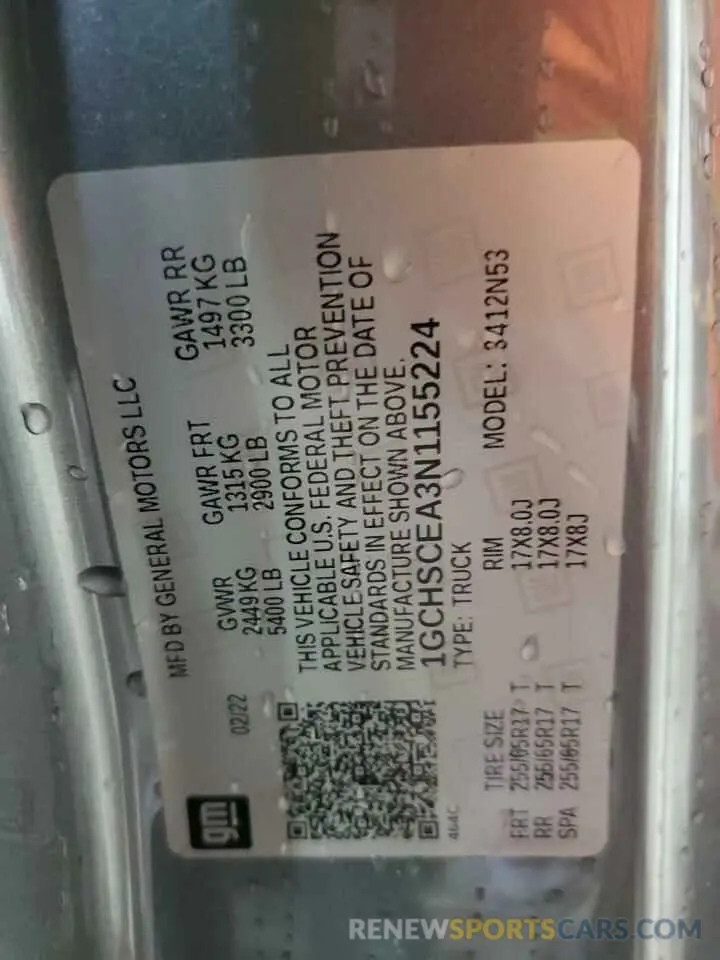 gm
02/22
MFD BY GENERAL MOTORS LLC
GVWR GAWR FRT GAWR RR
2449 KG 1315 KG 1497 KG
5400 LB 2900 LB 3300 LB
THIS VEHICLE CONFORMS TO ALL
APPLICABLE U.S. FEDERAL MOTOR
VEHICLE SAFETY AND THEFT PREVENTION
STANDARDS IN EFFECT ON THE DATE OF
MANUFACTURE SHOWN ABOVE.
1GCHSCEA3N1155224
464C
TYPE: TRUCK
TIRE SIZE RIM MODEL: 3412N53
FRT 255/65R17 T 17X8.0J
RR 255/65R17 T 17X8.0J
SPA 255/65R17 T 17X8J
RENEWSPORTSCARS.COM